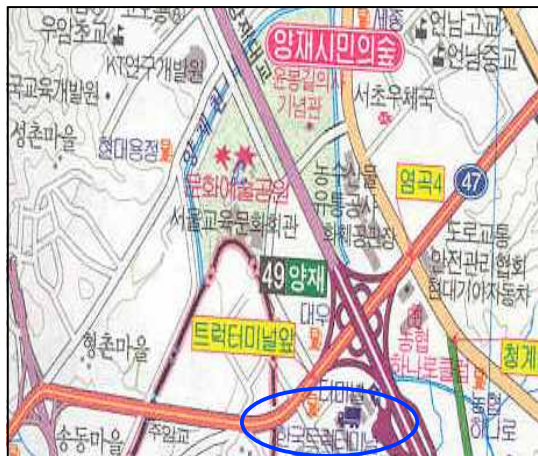 우암초교
KT연구개발원
국교육개발원
성촌마을
현대용정
양재천
양재시민의숲
윤봉길의사
기념관
언남고교
언남중교
서초우체국
문화예술공원
서울교육문화회관
농수산물
유통공사
화체공판장
염곡4
47
도로교통
안전관리협회
현대기아자동차
49 양재
대우
트럭터미널앞
형촌마을
농협
하나로클럽
청계
터미널
한국트럭터미널
하나로
송동마을
주암교